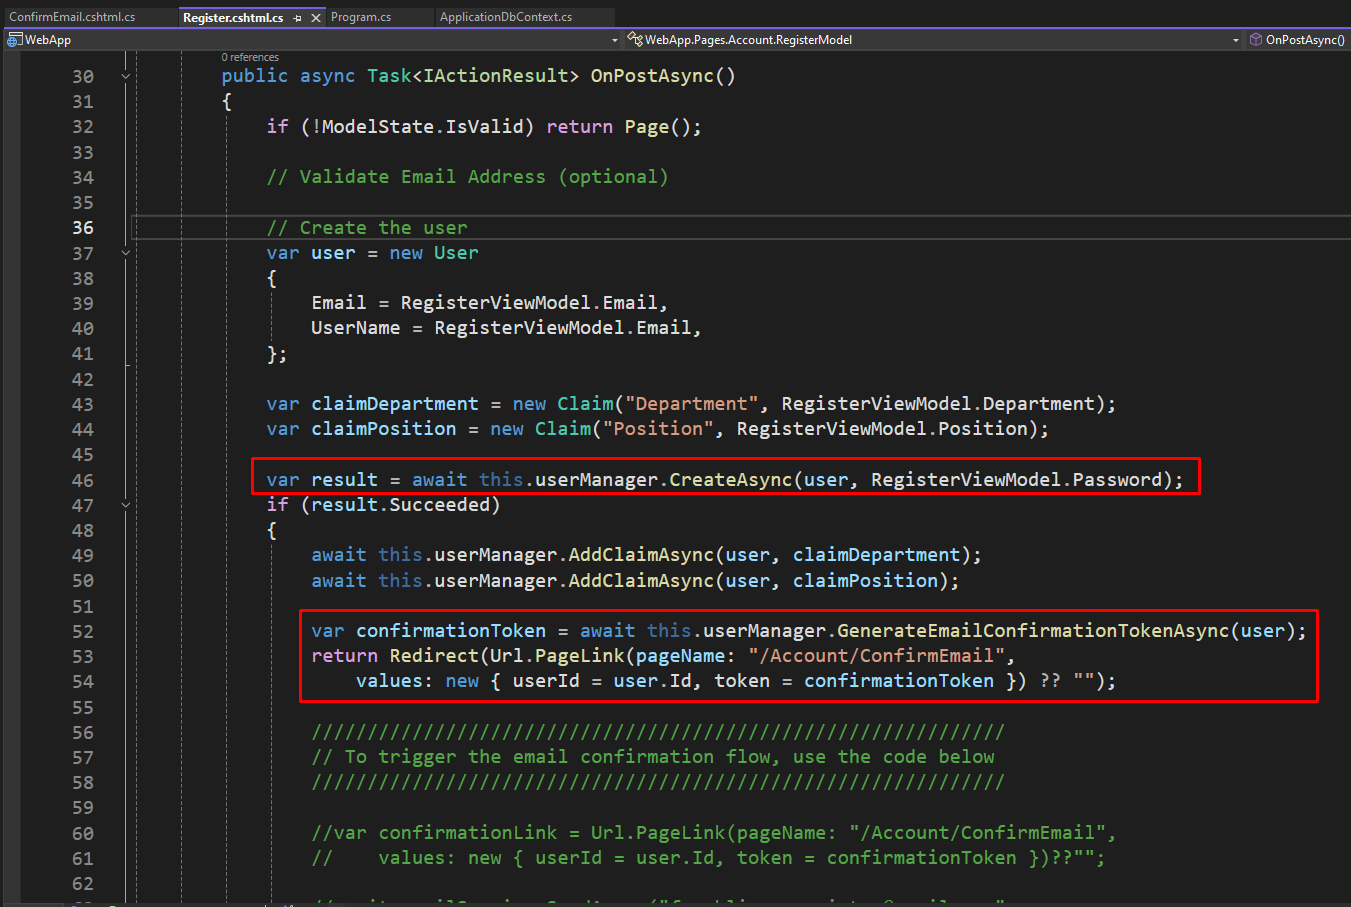 ConfirmEmail.cshtml.cs Register.cshtml.cs Program.cs ApplicationDbContext.cs
WebApp WebApp.Pages.Account.RegisterModel OnPostAsync()
0 references
30 public async Task<IActionResult> OnPostAsync()
31 {
32 if (!ModelState.IsValid) return Page();
33
34 // Validate Email Address (optional)
35
36 // Create the user
37 var user = new User
38 {
39 Email = RegisterViewModel.Email,
40 UserName = RegisterViewModel.Email,
41 };
42
43 var claimDepartment = new Claim("Department", RegisterViewModel.Department);
44 var claimPosition = new Claim("Position", RegisterViewModel.Position);
45
46 var result = await this.userManager.CreateAsync(user, RegisterViewModel.Password);
47 if (result.Succeeded)
48 {
49 await this.userManager.AddClaimAsync(user, claimDepartment);
50 await this.userManager.AddClaimAsync(user, claimPosition);
51
52 var confirmationToken = await this.userManager.GenerateEmailConfirmationTokenAsync(user);
53 return Redirect(Url.PageLink(pageName: "/Account/ConfirmEmail",
54 values: new { userId = user.Id, token = confirmationToken }) ?? "");
55
56 //////////////////////////////////////////////////////////////
57 // To trigger the email confirmation flow, use the code below
58 //////////////////////////////////////////////////////////////
59
60 //var confirmationLink = Url.PageLink(pageName: "/Account/ConfirmEmail",
61 // values: new { userId = user.Id, token = confirmationToken })??"";
62